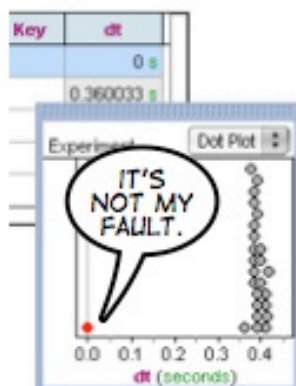 Key dt
0 s
0.360033 s
Experiment Dot Plot
IT'S
NOT MY
FAULT.
0.0 0.1 0.2 0.3 0.4
dt (seconds)